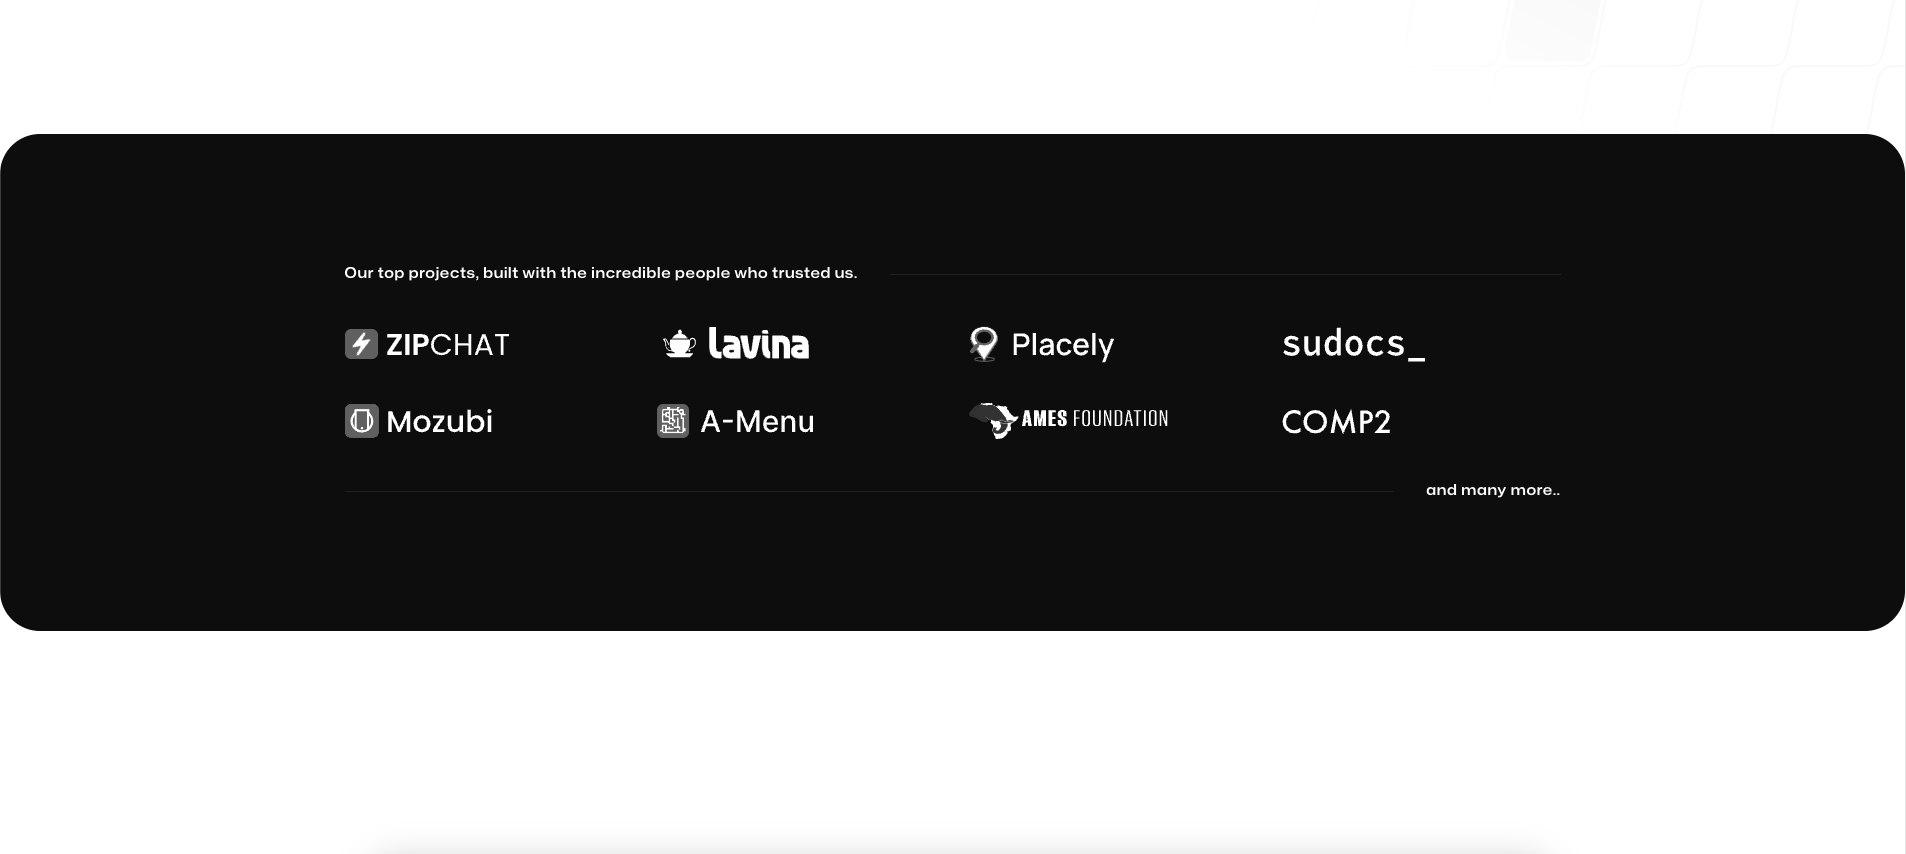 Our top projects, built with the incredible people who trusted us.
ZIPCHAT
lavina
Placely
sudocs_
Mozubi
A-Menu
AMES FOUNDATION
COMP2
and many more..